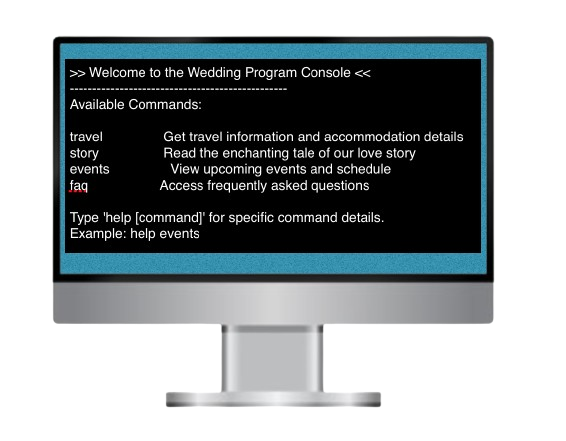 >> Welcome to the Wedding Program Console <<
------------------------------------------------
Available Commands:
travel Get travel information and accommodation details
story Read the enchanting tale of our love story
events View upcoming events and schedule
faq Access frequently asked questions
Type 'help [command]' for specific command details.
Example: help events